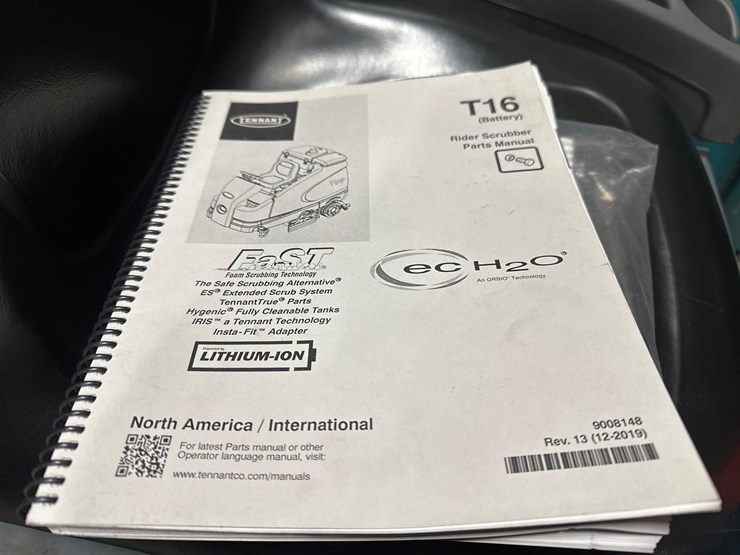 TENNANT
T16
(Battery)
Rider Scrubber
Parts Manual
T16
FaST
Foam Scrubbing Technology
The Safe Scrubbing Alternative®
ES® Extended Scrub System
TennantTrue® Parts
Hygenic® Fully Cleanable Tanks
IRIS™ a Tennant Technology
Insta-Fit™ Adapter
Powered by
LITHIUM-ION
ec H2O®
An ORBIO® Technology
North America / International
For latest Parts manual or other
Operator language manual, visit:
www.tennantco.com/manuals
9008148
Rev. 13 (12-2019)